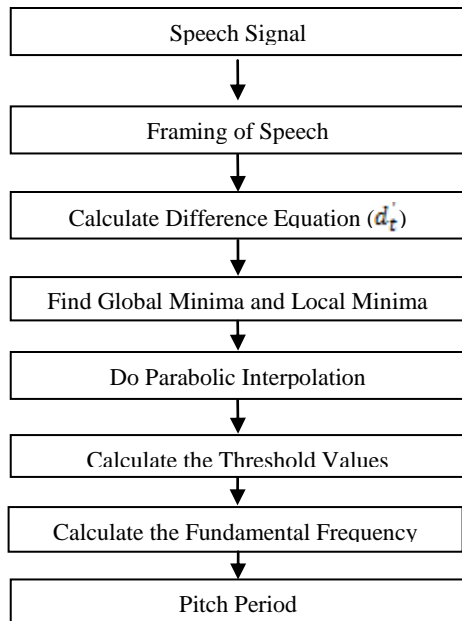 Speech Signal
Framing of Speech
Calculate Difference Equation (d't)
Find Global Minima and Local Minima
Do Parabolic Interpolation
Calculate the Threshold Values
Calculate the Fundamental Frequency
Pitch Period